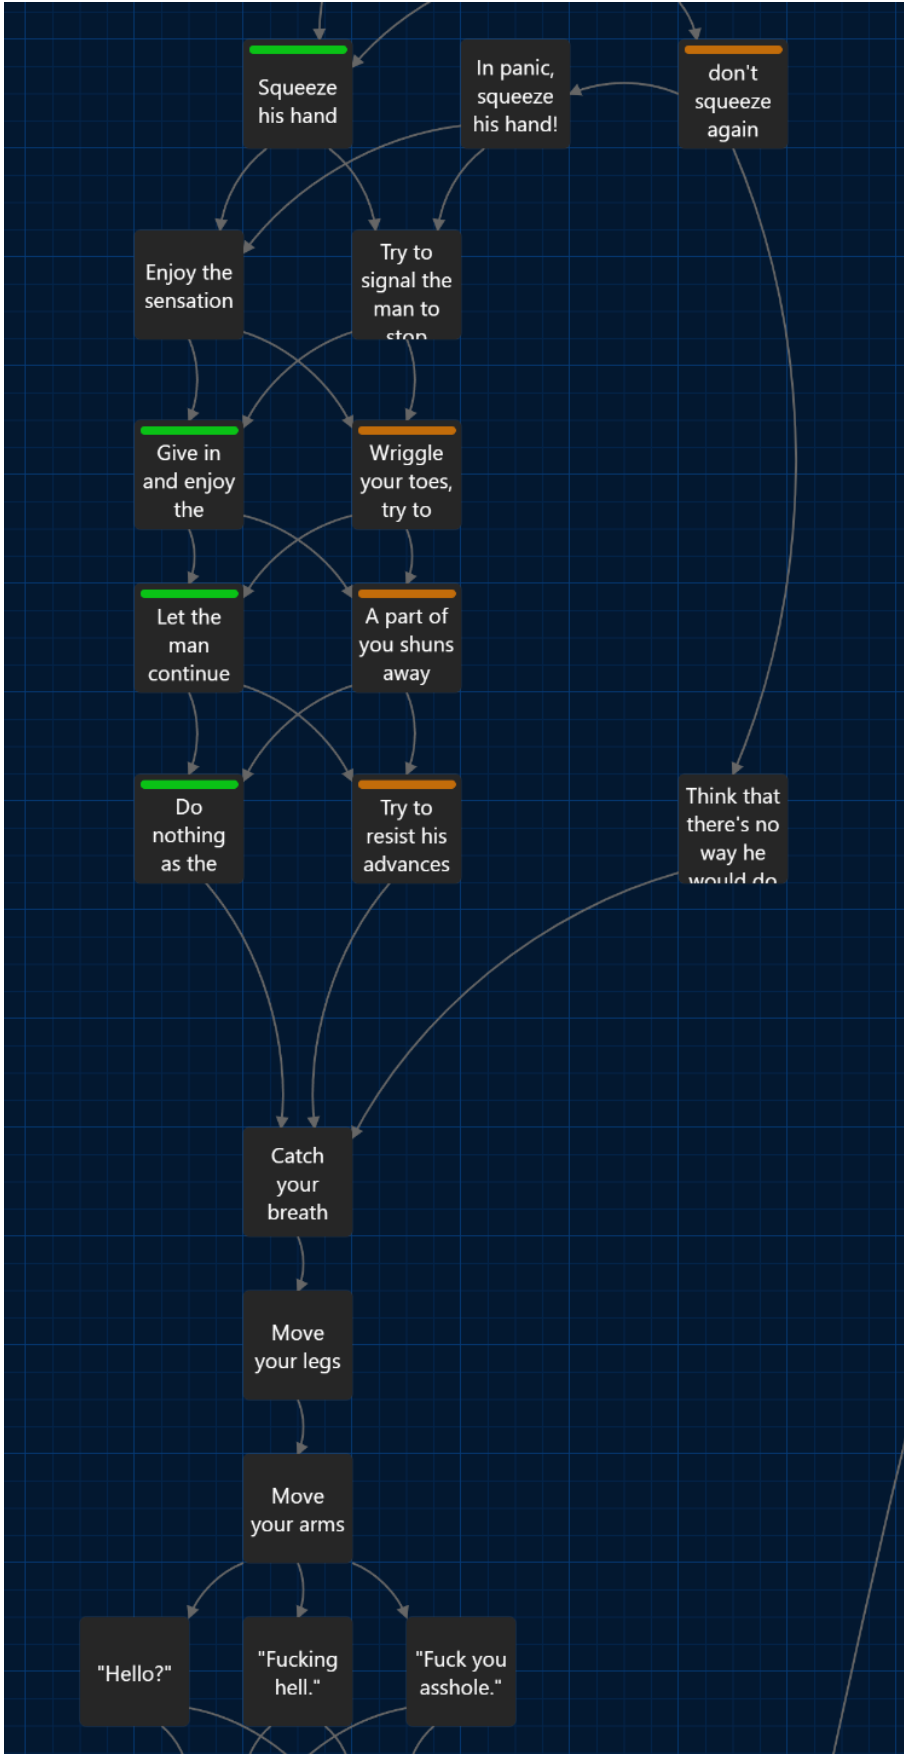 Squeeze
his hand
In panic,
squeeze
his hand!
don't
squeeze
again
Enjoy the
sensation
Try to
signal the
man to
stop
Give in
and enjoy
the
Wriggle
your toes,
try to
Let the
man
continue
A part of
you shuns
away
Do
nothing
as the
Try to
resist his
advances
Think that
there's no
way he
would do
Catch
your
breath
Move
your legs
Move
your arms
"Hello?"
"Fucking
hell."
"Fuck you
asshole."